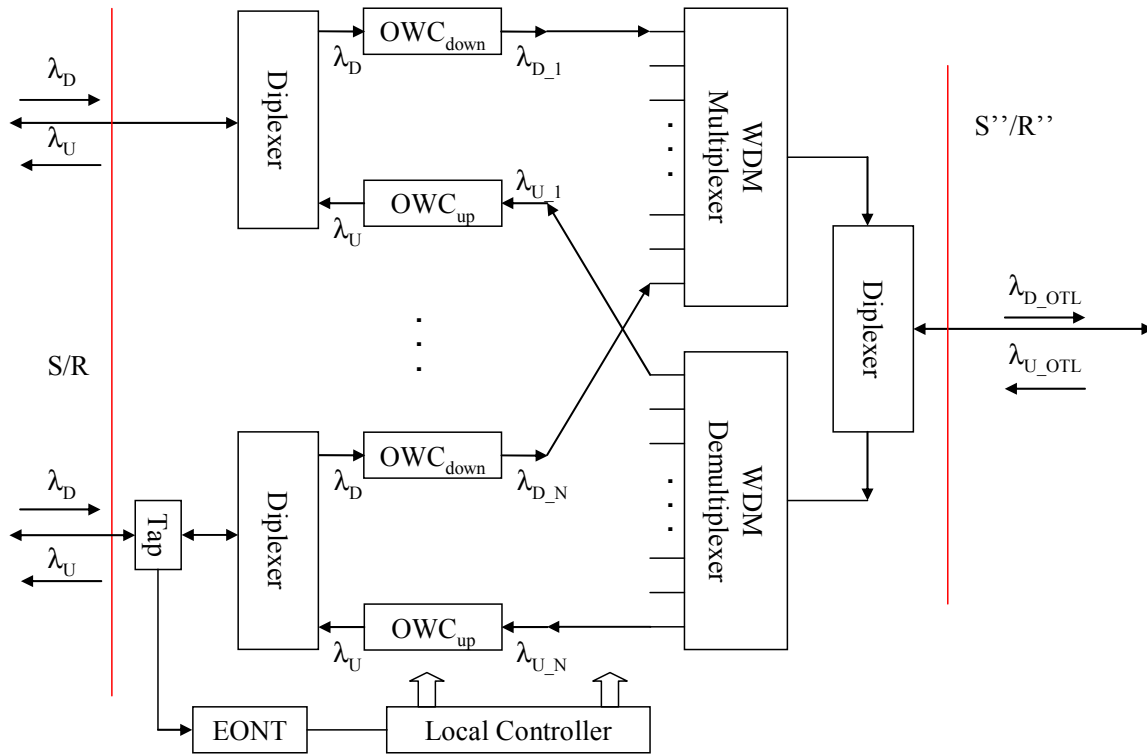 λD
λU
Diplexer
λD
OWCdown
λD_1
λU
OWCup
λU_1
WDM
Multiplexer
S’’/R’’
Diplexer
λD_OTL
λU_OTL
S/R
λD
λU
Tap
Diplexer
λD
OWCdown
λD_N
λU
OWCup
λU_N
WDM
Demultiplexer
EONT
Local Controller